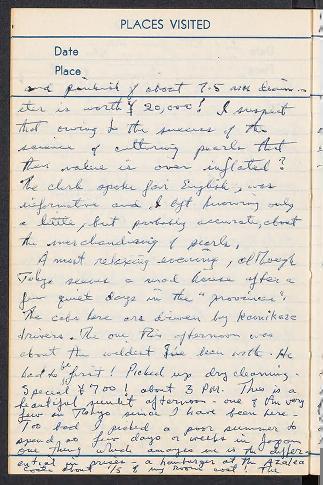 PLACES VISITED
Date
Place
and pinkish of about 7.5 mm diam-
eter is worth $ 20,000! I suspect
that owing to the success of the
science of culturing pearls that
their value is over inflated?
The clerk spoke fair English, was
informative and I left knowing only
a little, but probably accurate, about
the merchandising of pearls.
A most relaxing evening, although
Tokyo seems a mad house after a
few quiet days in the "provinces".
The cabs here are driven by Kamikaze
drivers. The one this afternoon was
about the wildest I've been with. He
had to be first! Picked up dry cleaning.
Special ¥ 700! about 3 PM. This is a
beautiful sunlit afternoon - one of the very
few in Tokyo since I have been here.
Too bad I picked a poor summer to
spend so few days or weeks in Japan
one thing which amazes me is the differ-
ential in prices a hamburger at the Azalea
costs about 1/5 of my room cost! The